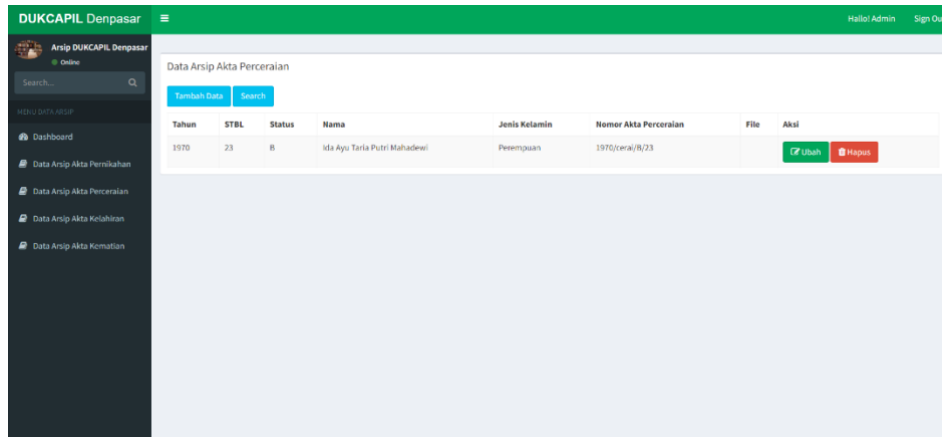 DUKCAPIL Denpasar
Hallo! Admin Sign Ou
Arsip DUKCAPIL Denpasar
Online
Search...
MENU DATA ARSIP
Dashboard
Data Arsip Akta Pernikahan
Data Arsip Akta Perceraian
Data Arsip Akta Kelahiran
Data Arsip Akta Kematian
Data Arsip Akta Perceraian
Tambah Data Search
Tahun STBL Status Nama Jenis Kelamin Nomor Akta Perceraian File Aksi
1970 23 B Ida Ayu Taria Putri Mahadewi Perempuan 1970/cerai/B/23 Ubah Hapus